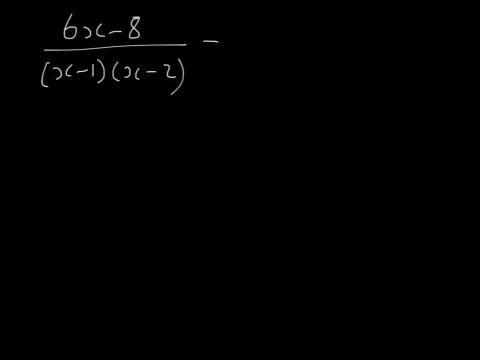 6x-8
(x-1)(x-2) =